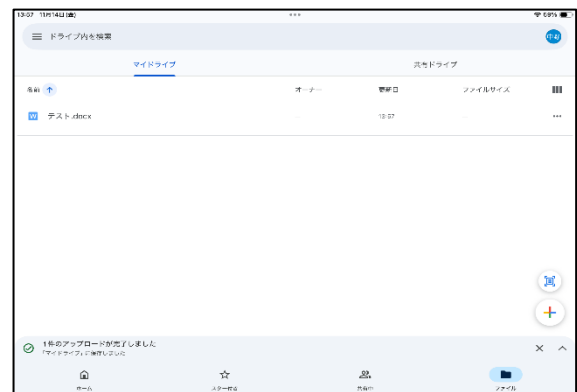 13:07 11月14日(金)
69%
ドライブ内を検索
中村
マイドライブ
共有ドライブ
名前 ↑ オーナー 更新日 ファイルサイズ
W テスト.docx 13:07
1件のアップロードが完了しました
「マイドライブ」に保存しました
ホーム スター付き 共有中 ファイル